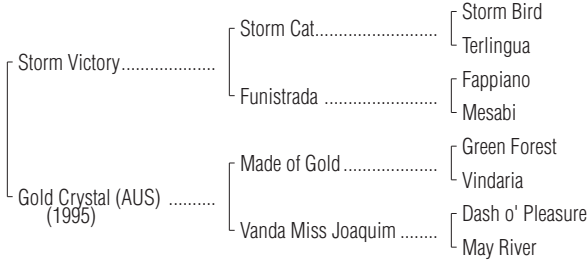 Storm Bird
Storm Cat
Terlingua
Storm Victory
Fappiano
Funistrada
Mesabi
Green Forest
Made of Gold
Vindaria
Gold Crystal (AUS)
(1995)
Dash o' Pleasure
Vanda Miss Joaquim
May River